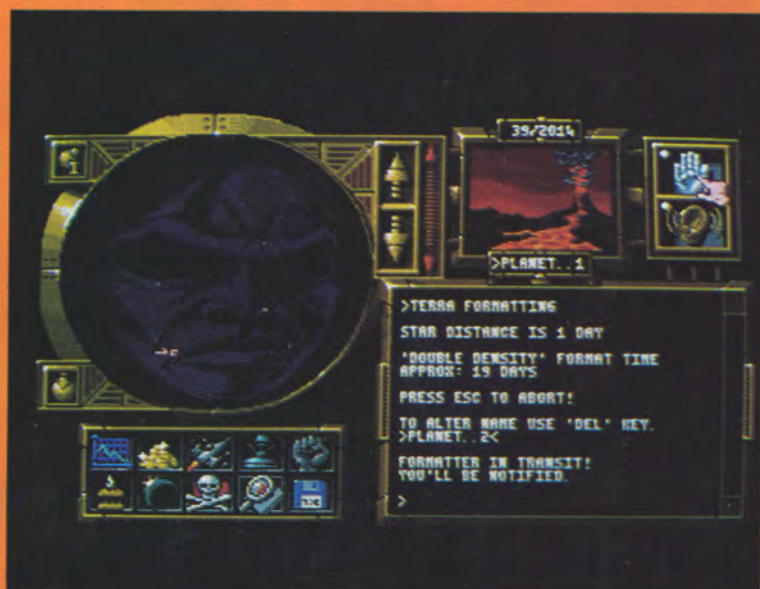 39/2014
>PLANET..1
>TERRA FORMATTING
STAR DISTANCE IS 1 DAY
'DOUBLE DENSITY' FORMAT TIME
APPROX: 19 DAYS
PRESS ESC TO ABORT!
TO ALTER NAME USE 'DEL' KEY.
>PLANET..2<
FORMATTER IN TRANSIT!
YOU'LL BE NOTIFIED.
>